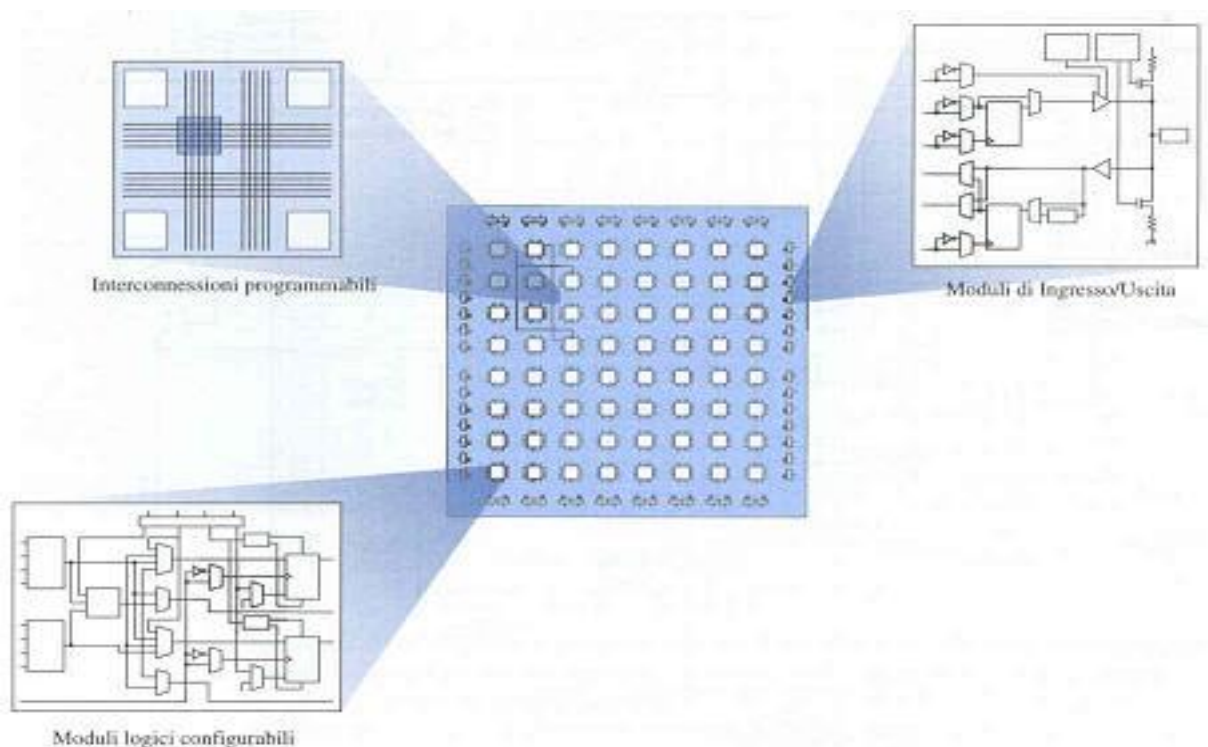 Interconnessioni programmabili
Moduli di Ingresso/Uscita
Moduli logici configurabili